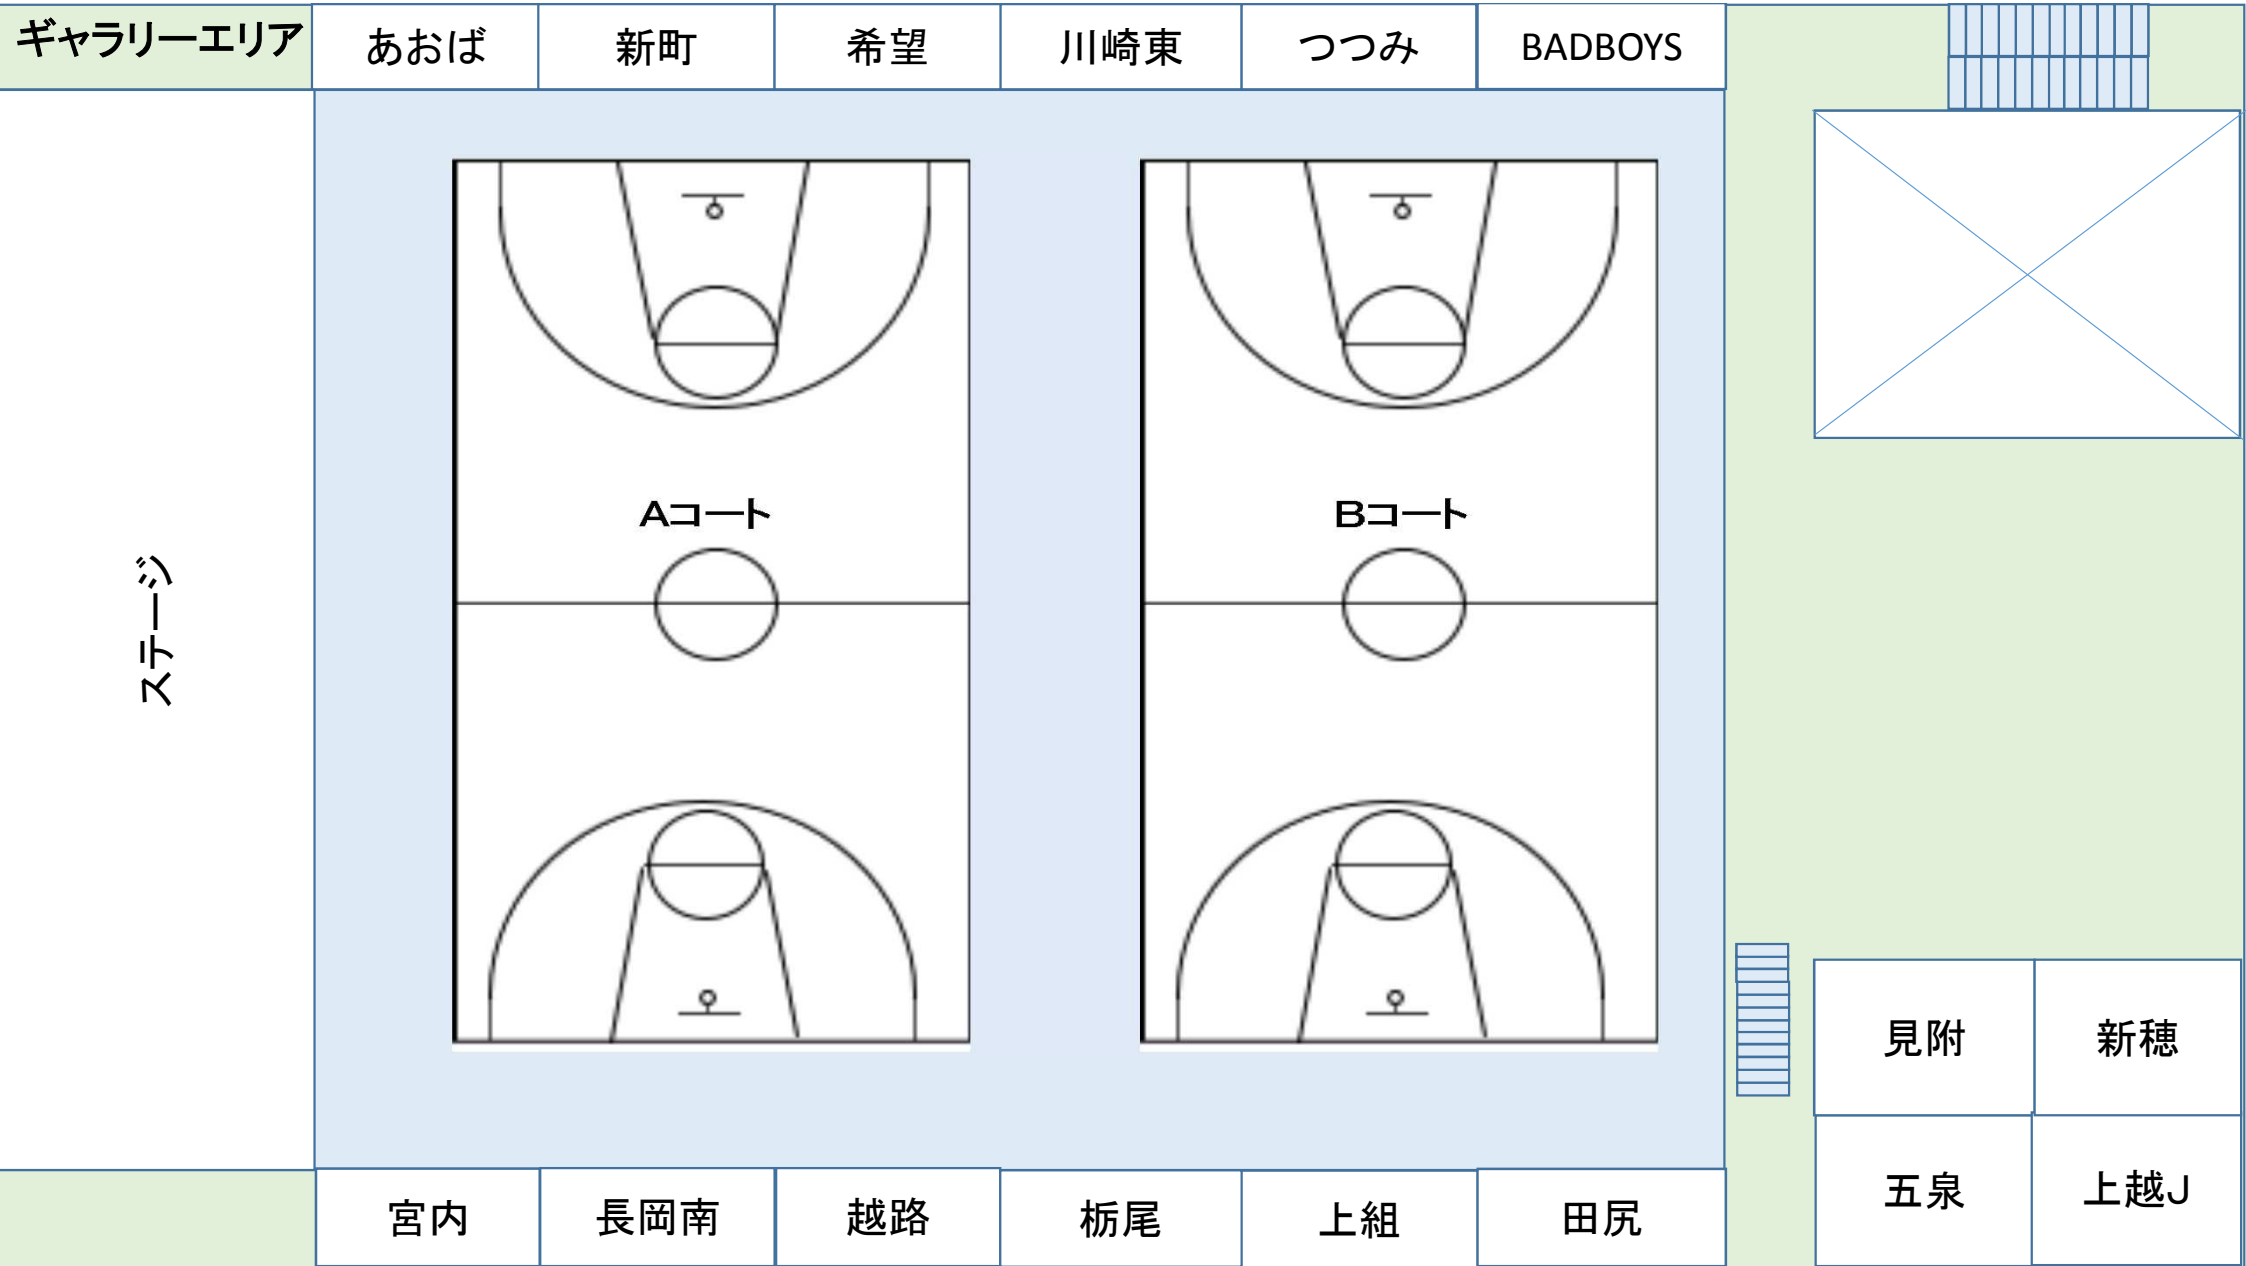 ギャラリーエリア
あおば
新町
希望
川崎東
つつみ
BADBOYS
ステージ
Aコート
Bコート
見附
新穂
五泉
上越J
宮内
長岡南
越路
栃尾
上組
田尻